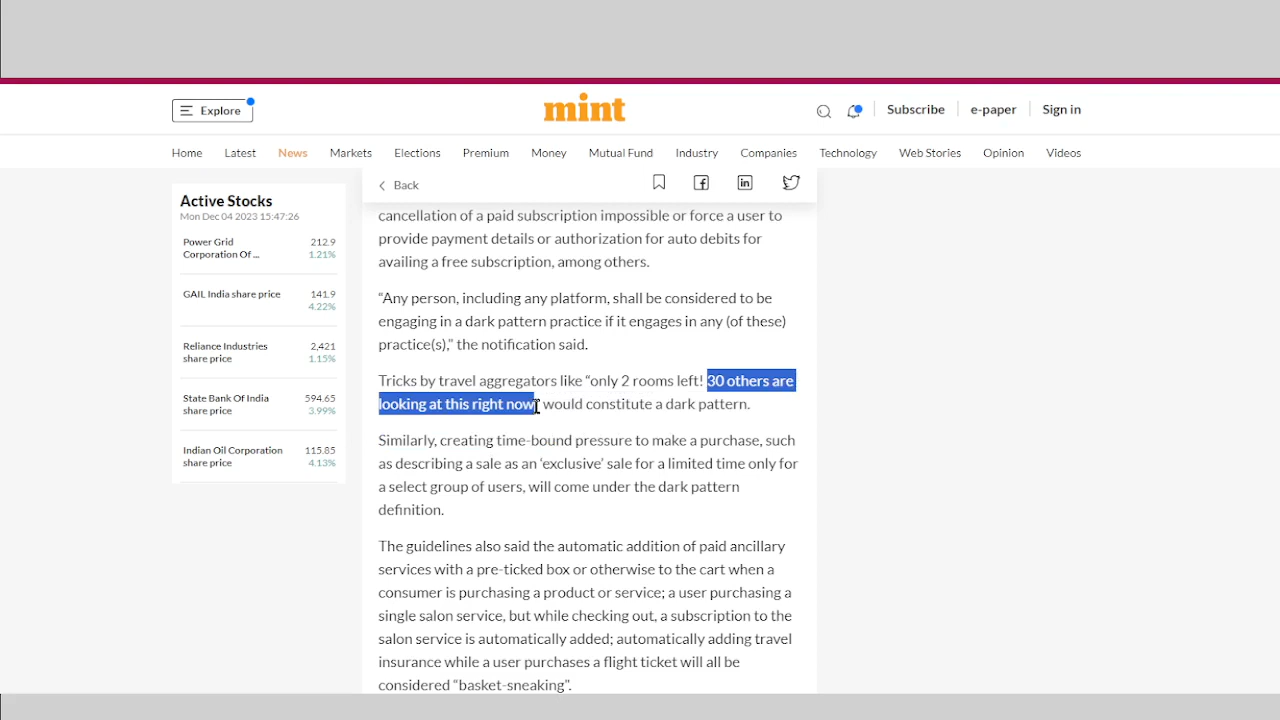 Explore
mint
Subscribe
e-paper
Sign in
Home Latest News Markets Elections Premium Money Mutual Fund Industry Companies Technology Web Stories Opinion Videos
Active Stocks
Mon Dec 04 2023 15:47:26
Power Grid 212.9
Corporation Of ... 1.21%
GAIL India share price 141.9
4.22%
Reliance Industries 2,421
share price 1.15%
State Bank Of India 594.65
share price 3.99%
Indian Oil Corporation 115.85
share price 4.13%
Back
cancellation of a paid subscription impossible or force a user to
provide payment details or authorization for auto debits for
availing a free subscription, among others.
“Any person, including any platform, shall be considered to be
engaging in a dark pattern practice if it engages in any (of these)
practice(s),” the notification said.
Tricks by travel aggregators like “only 2 rooms left! 30 others are
looking at this right now would constitute a dark pattern.
Similarly, creating time-bound pressure to make a purchase, such
as describing a sale as an ‘exclusive’ sale for a limited time only for
a select group of users, will come under the dark pattern
definition.
The guidelines also said the automatic addition of paid ancillary
services with a pre-ticked box or otherwise to the cart when a
consumer is purchasing a product or service; a user purchasing a
single salon service, but while checking out, a subscription to the
salon service is automatically added; automatically adding travel
insurance while a user purchases a flight ticket will all be
considered “basket-sneaking”.